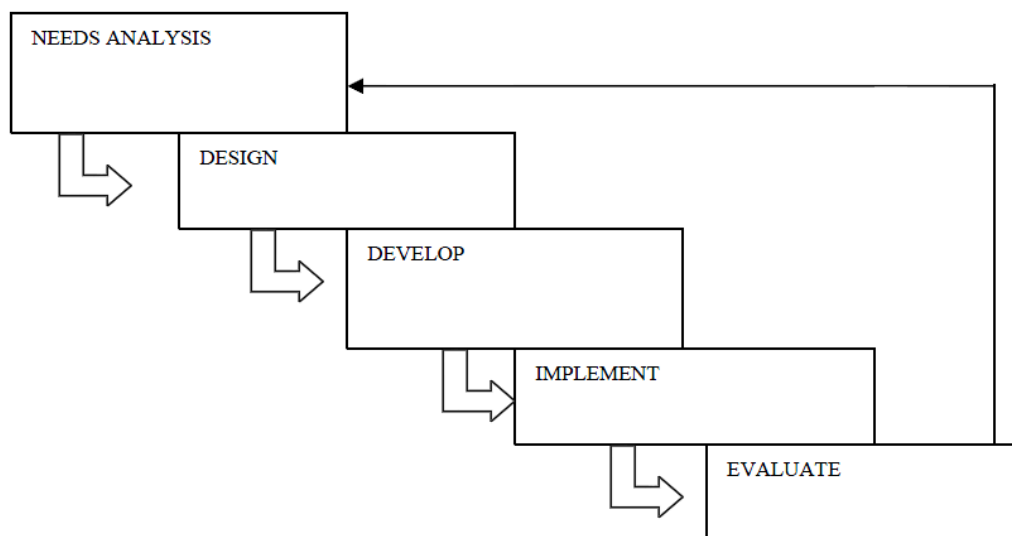 NEEDS ANALYSIS
DESIGN
DEVELOP
IMPLEMENT
EVALUATE